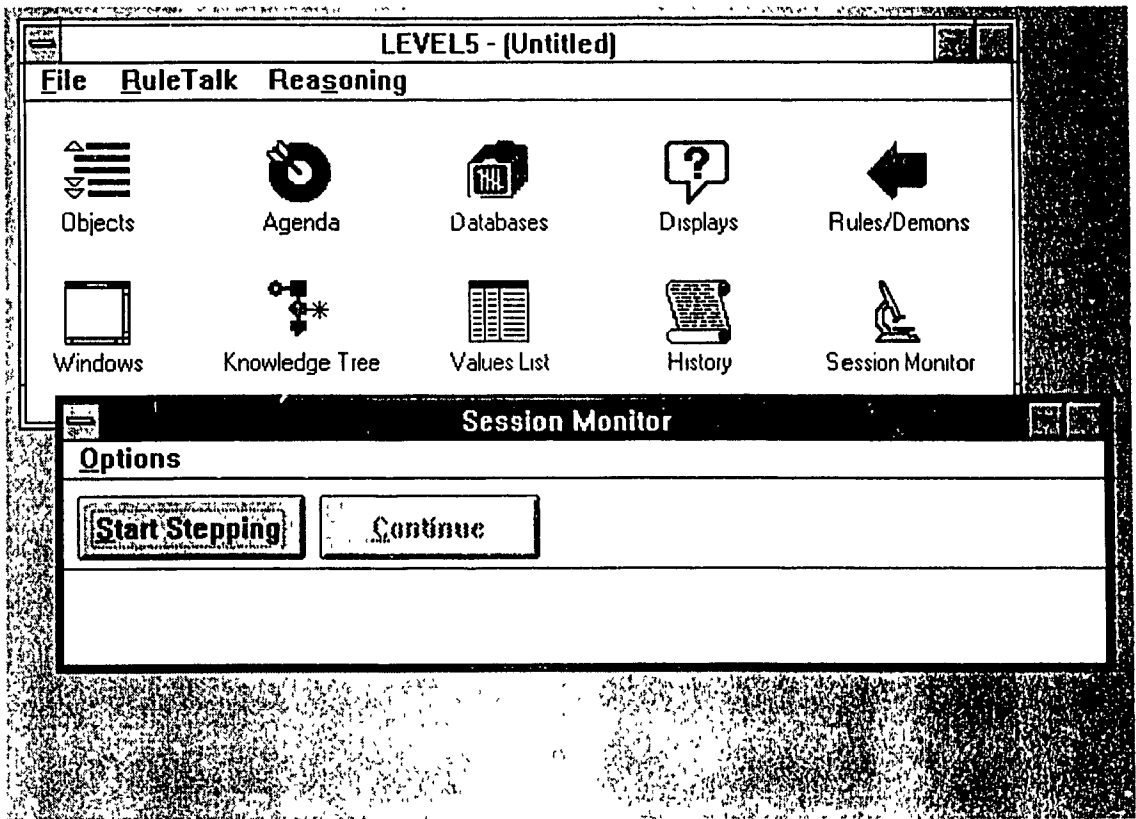 LEVEL5 - (Untitled)
File RuleTalk Reasoning
Objects Agenda Databases Displays Rules/Demons
Windows Knowledge Tree Values List History Session Monitor
Session Monitor
Options
Start Stepping Continue